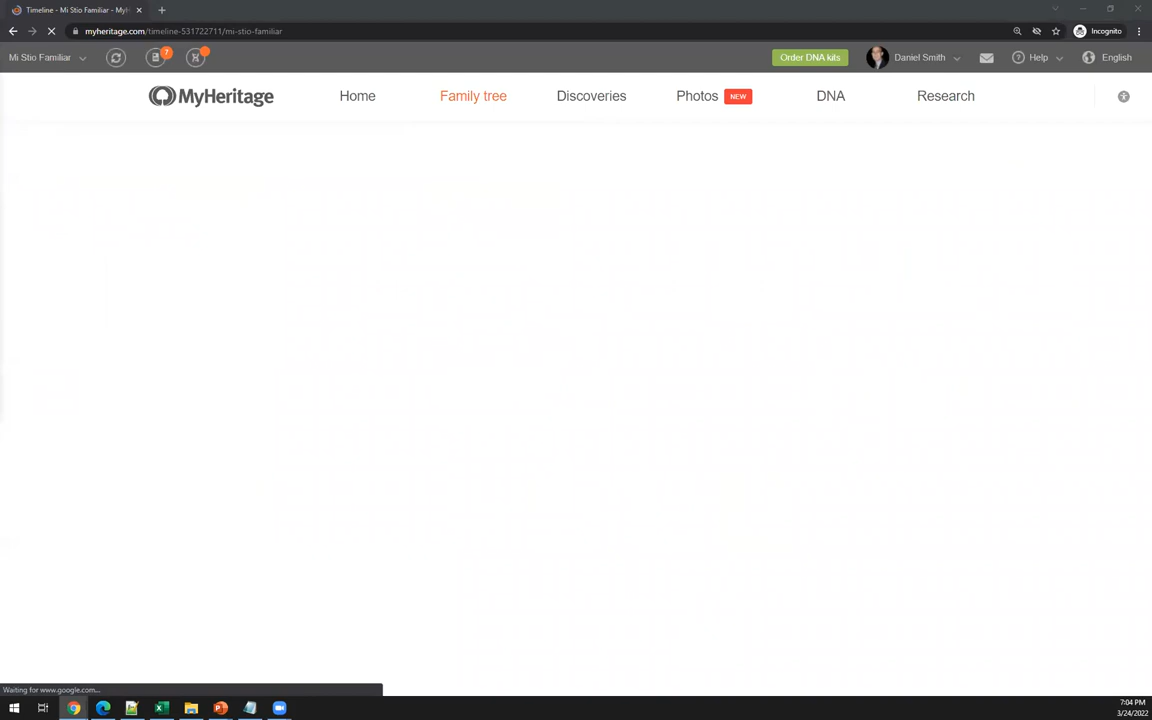 Timeline - Mi Stio Familiar - MyH
myheritage.com/timeline-531722711/mi-stio-familiar
Incognito
Mi Stio Familiar
7
Order DNA kits
Daniel Smith
Help
English
MyHeritage
Home
Family tree
Discoveries
Photos
NEW
DNA
Research
Waiting for www.google.com...
7:04 PM
3/24/2022